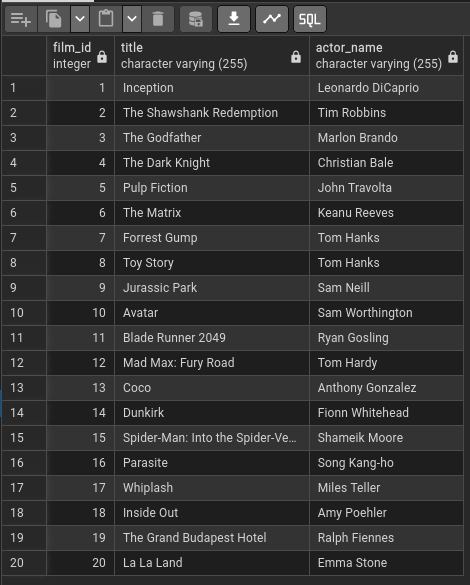 SQL
film_id title actor_name
integer character varying (255) character varying (255)
1 1 Inception Leonardo DiCaprio
2 2 The Shawshank Redemption Tim Robbins
3 3 The Godfather Marlon Brando
4 4 The Dark Knight Christian Bale
5 5 Pulp Fiction John Travolta
6 6 The Matrix Keanu Reeves
7 7 Forrest Gump Tom Hanks
8 8 Toy Story Tom Hanks
9 9 Jurassic Park Sam Neill
10 10 Avatar Sam Worthington
11 11 Blade Runner 2049 Ryan Gosling
12 12 Mad Max: Fury Road Tom Hardy
13 13 Coco Anthony Gonzalez
14 14 Dunkirk Fionn Whitehead
15 15 Spider-Man: Into the Spider-Ve... Shameik Moore
16 16 Parasite Song Kang-ho
17 17 Whiplash Miles Teller
18 18 Inside Out Amy Poehler
19 19 The Grand Budapest Hotel Ralph Fiennes
20 20 La La Land Emma Stone